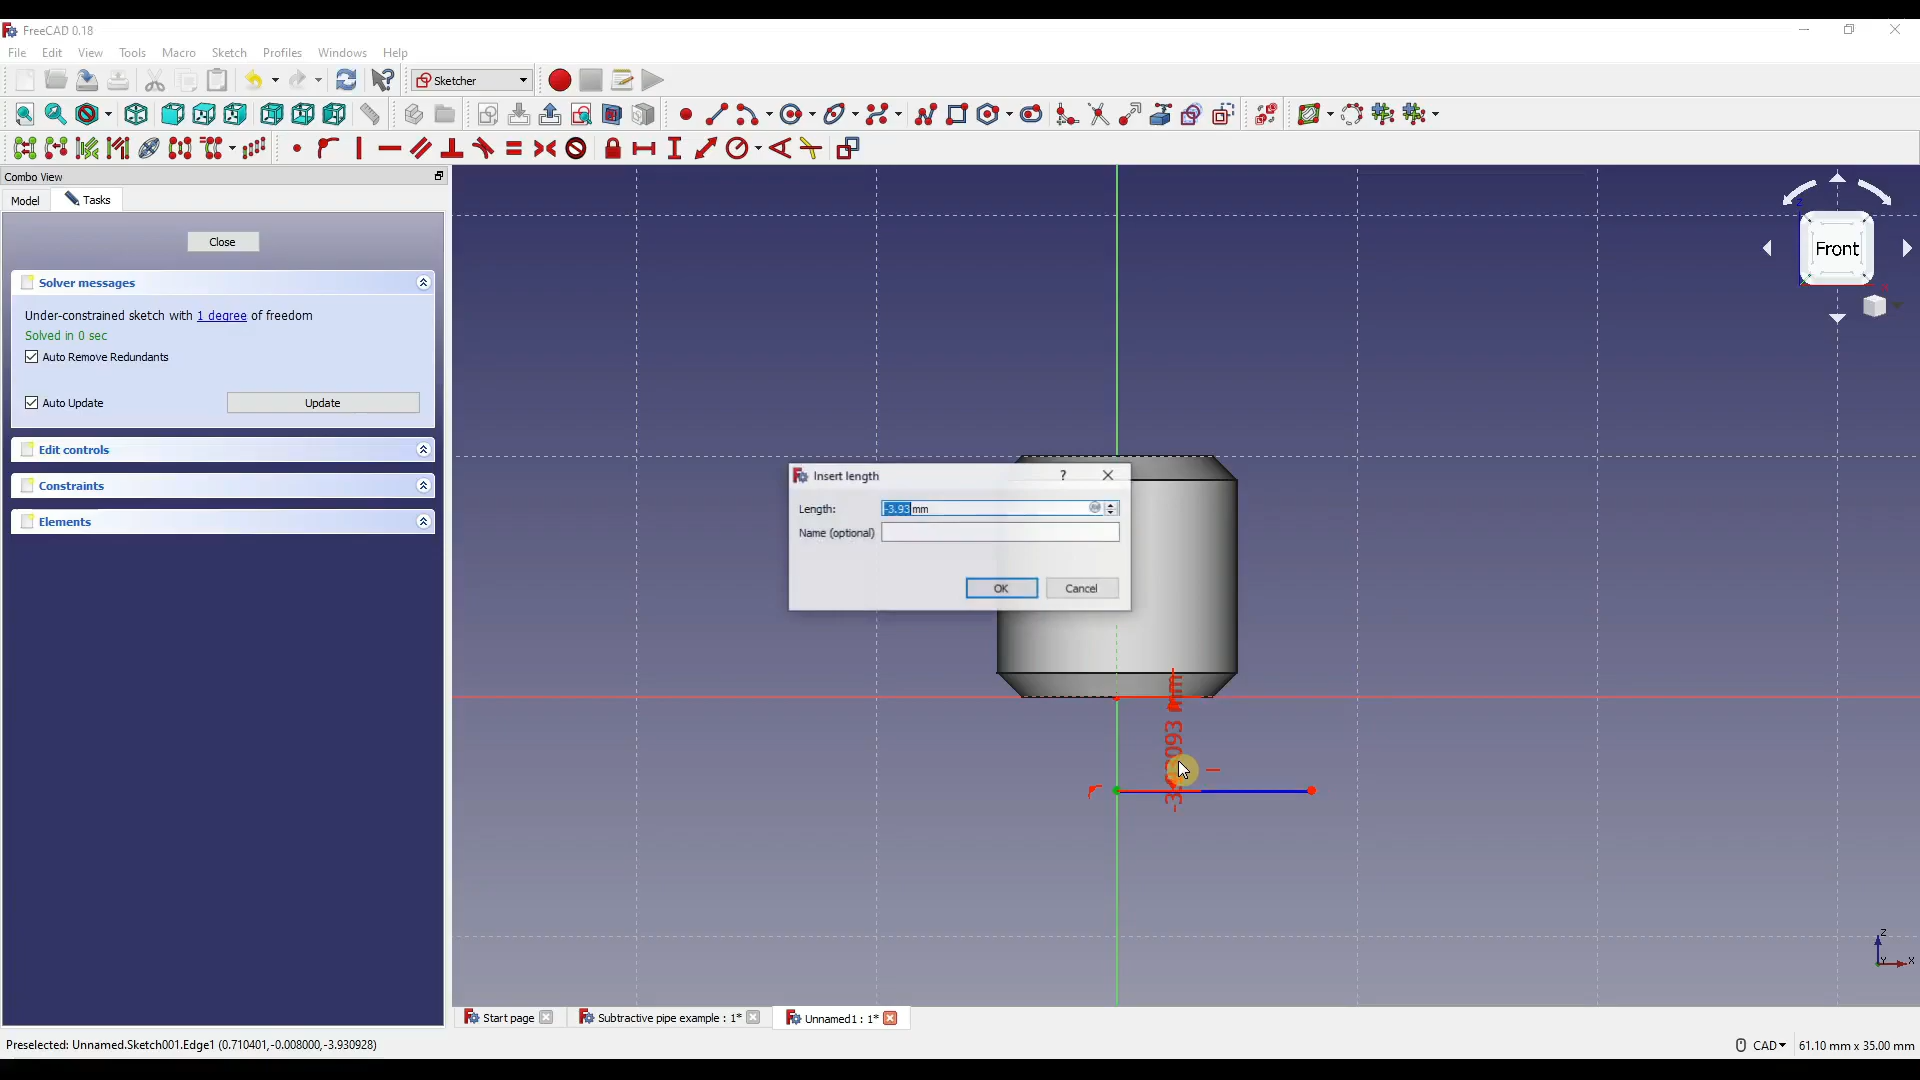 FreeCAD 0.18
File Edit View Tools Macro Sketch Profiles Windows Help
Sketcher
Combo View
Model Tasks
Close
Solver messages
Under-constrained sketch with 1 degree of freedom
Solved in 0 sec
Auto Remove Redundants
Auto Update Update
Edit controls
Constraints
Elements
Front
Z
Insert length ?
Length: -3.93 mm
Name (optional)
OK Cancel
Z
Y X
Start page Subtractive pipe example : 1* Unnamed1 : 1*
Preselected: Unnamed.Sketch001.Edge1 (0.710401,-0.008000,-3.930928) CAD 61.10 mm x 35.00 mm